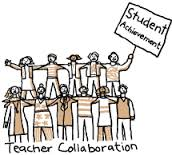 Student
Achievement
Teacher Collaboration